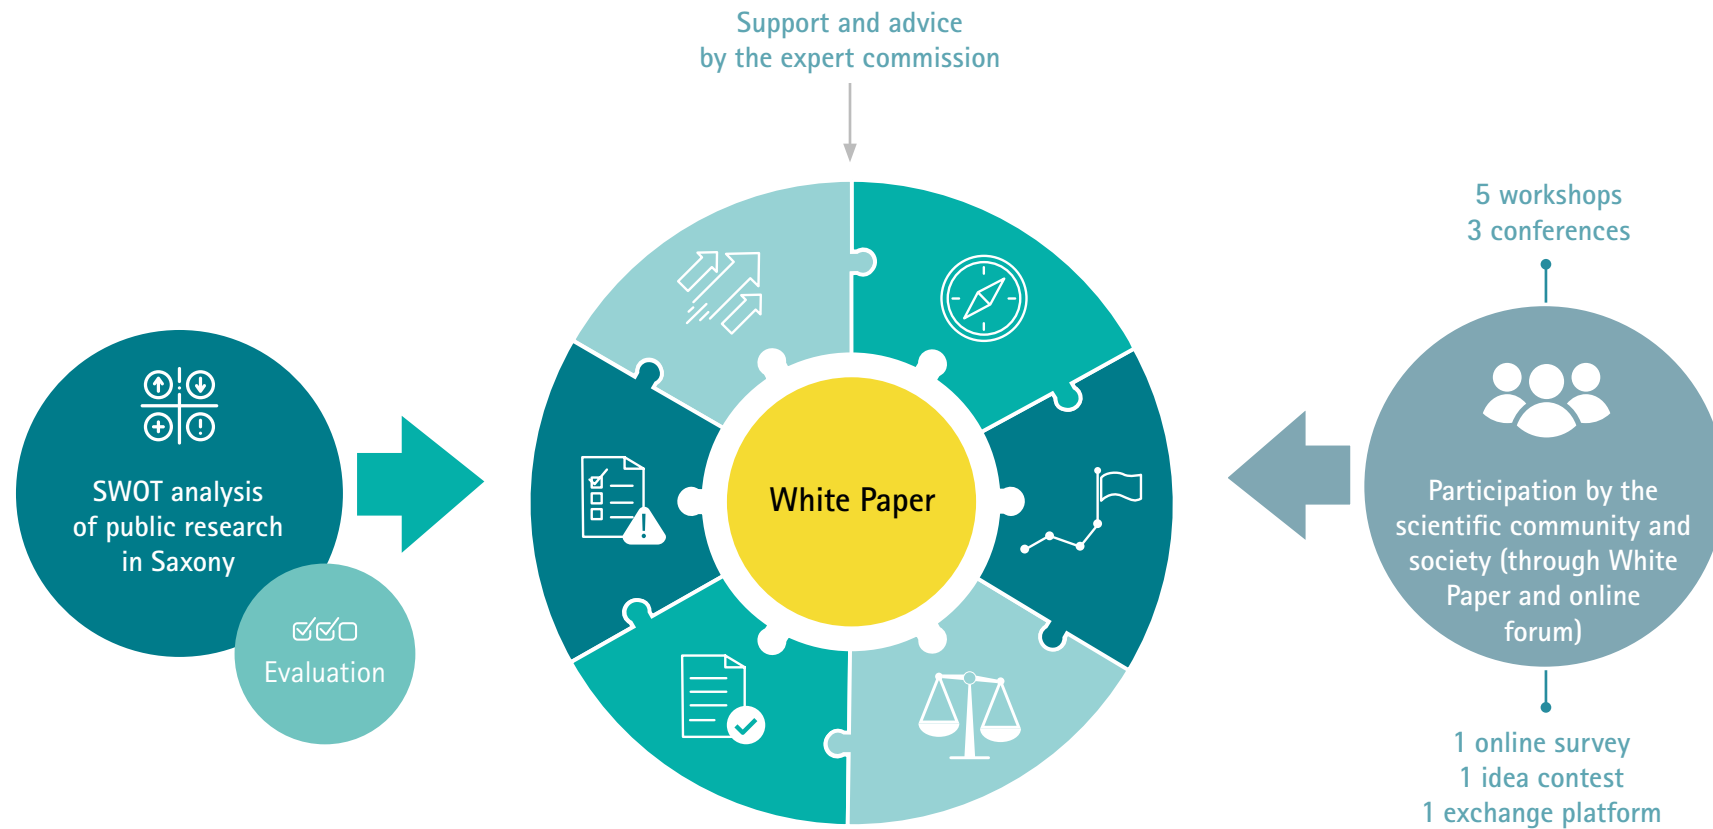 Support and advice
by the expert commission
5 workshops
3 conferences
SWOT analysis
of public research
in Saxony
Evaluation
White Paper
Participation by the
scientific community and
society (through White
Paper and online
forum)
1 online survey
1 idea contest
1 exchange platform